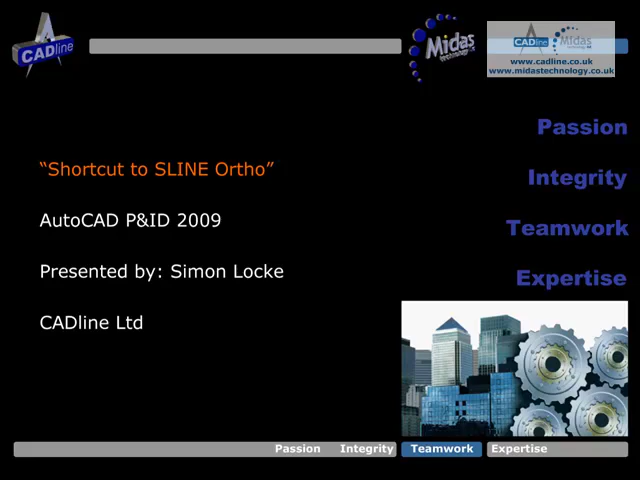 CADline
Midas
technology
CADline
Midas
www.cadline.co.uk
www.midastechnology.co.uk
Passion
“Shortcut to SLINE Ortho”
Integrity
AutoCAD P&ID 2009
Teamwork
Presented by: Simon Locke
Expertise
CADline Ltd
Passion Integrity Teamwork Expertise